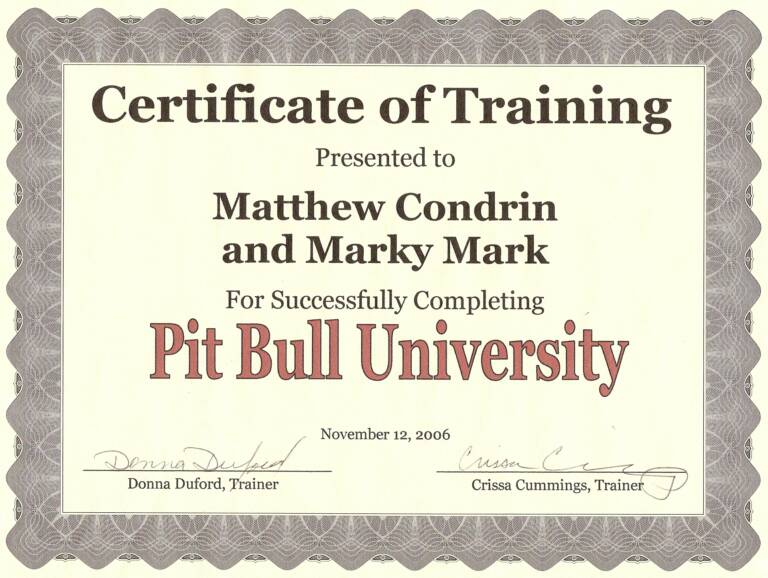 Certificate of Training
Presented to
Matthew Condrin
and Marky Mark
For Successfully Completing
Pit Bull University
November 12, 2006
Donna Duford
Crissa C
Donna Duford, Trainer
Crissa Cummings, Trainer